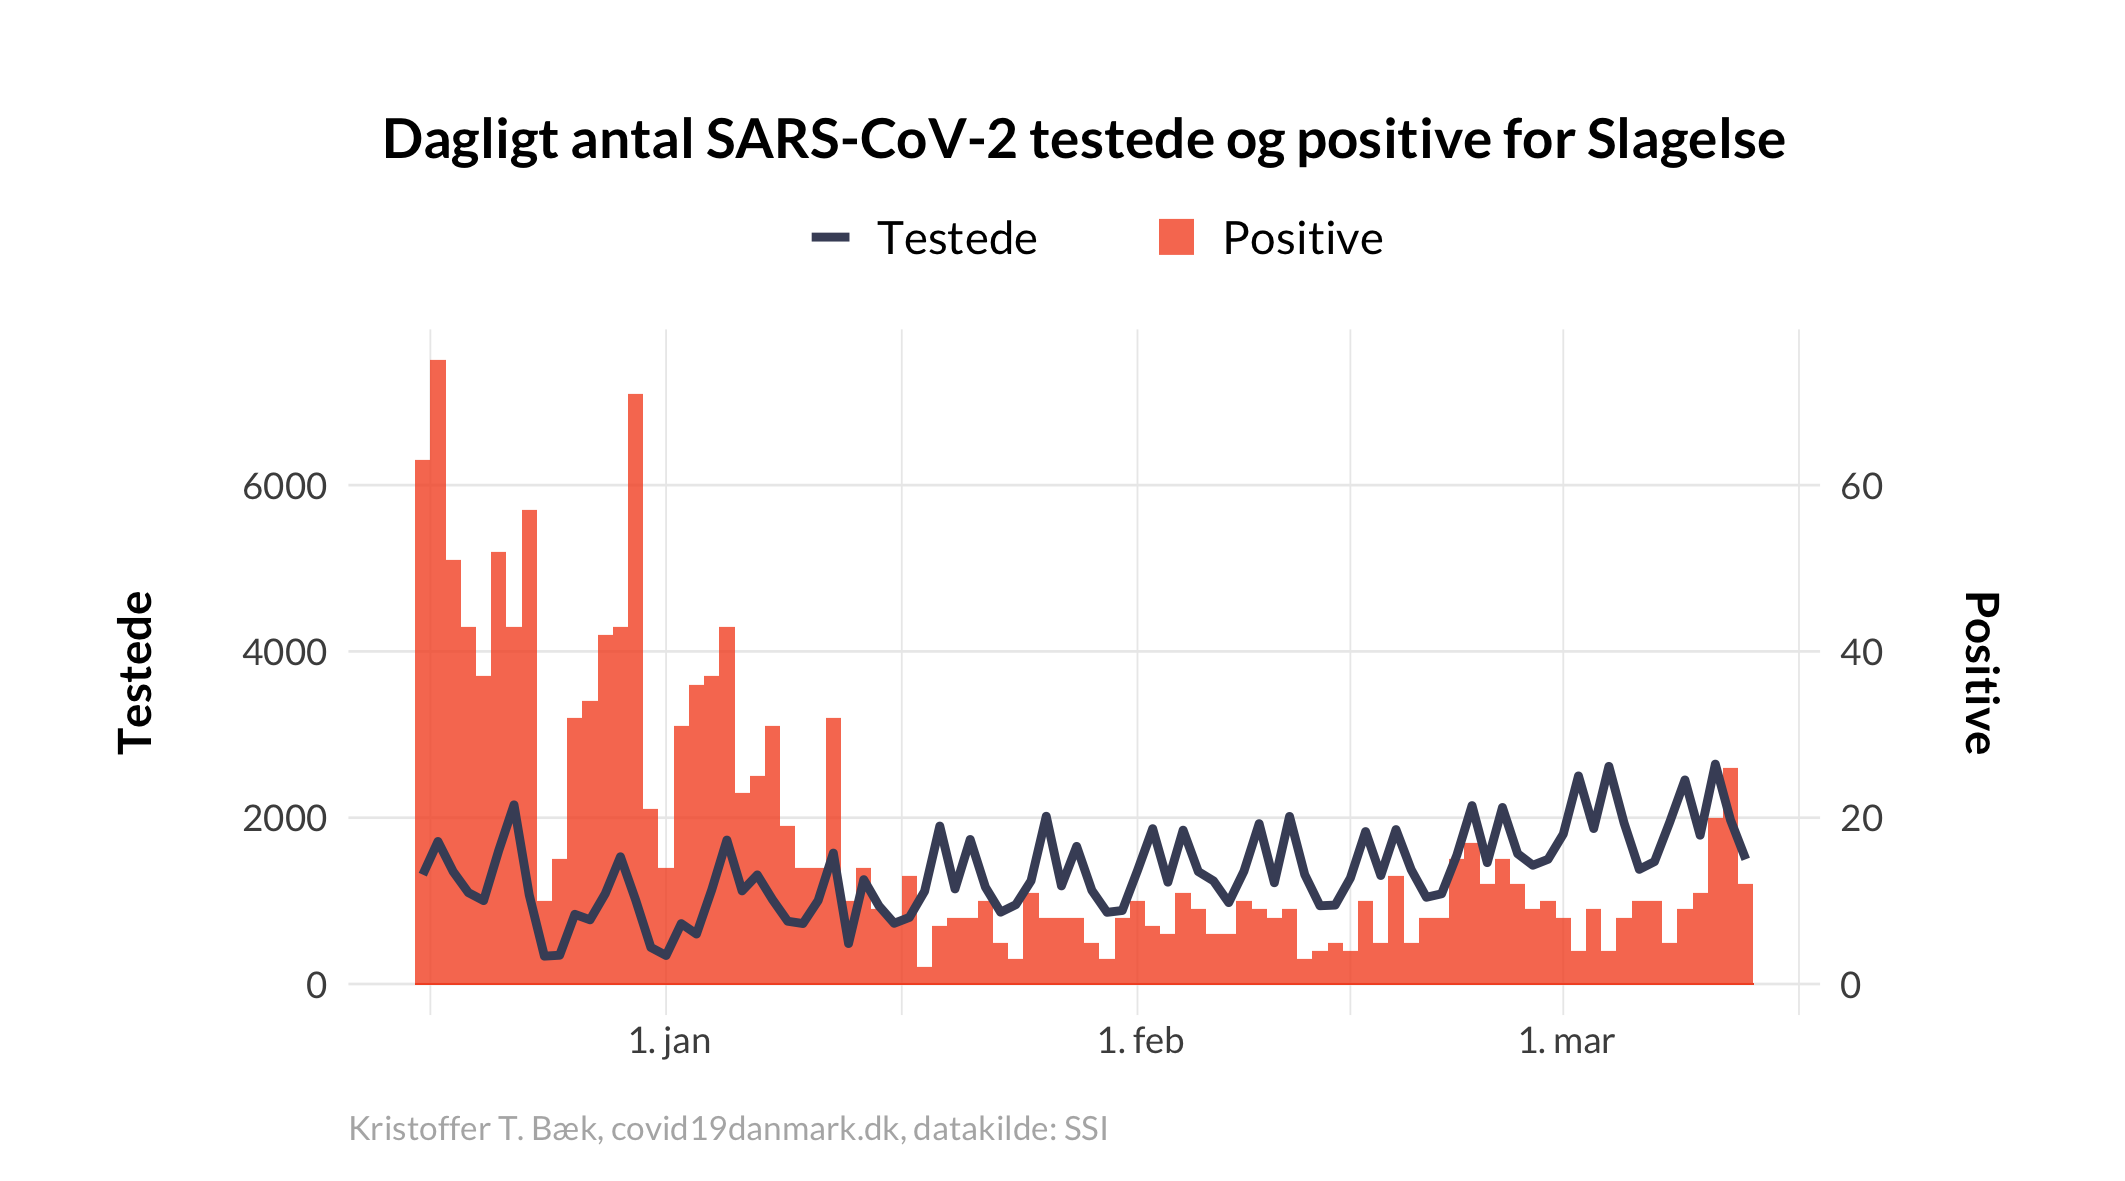 Dagligt antal SARS-CoV-2 testede og positive for Slagelse
Testede
Positive
6000
4000
2000
0
60
40
20
0
Testede
Positive
1. jan
1. feb
1. mar
Kristoffer T. Bæk, covid19danmark.dk, datakilde: SSI